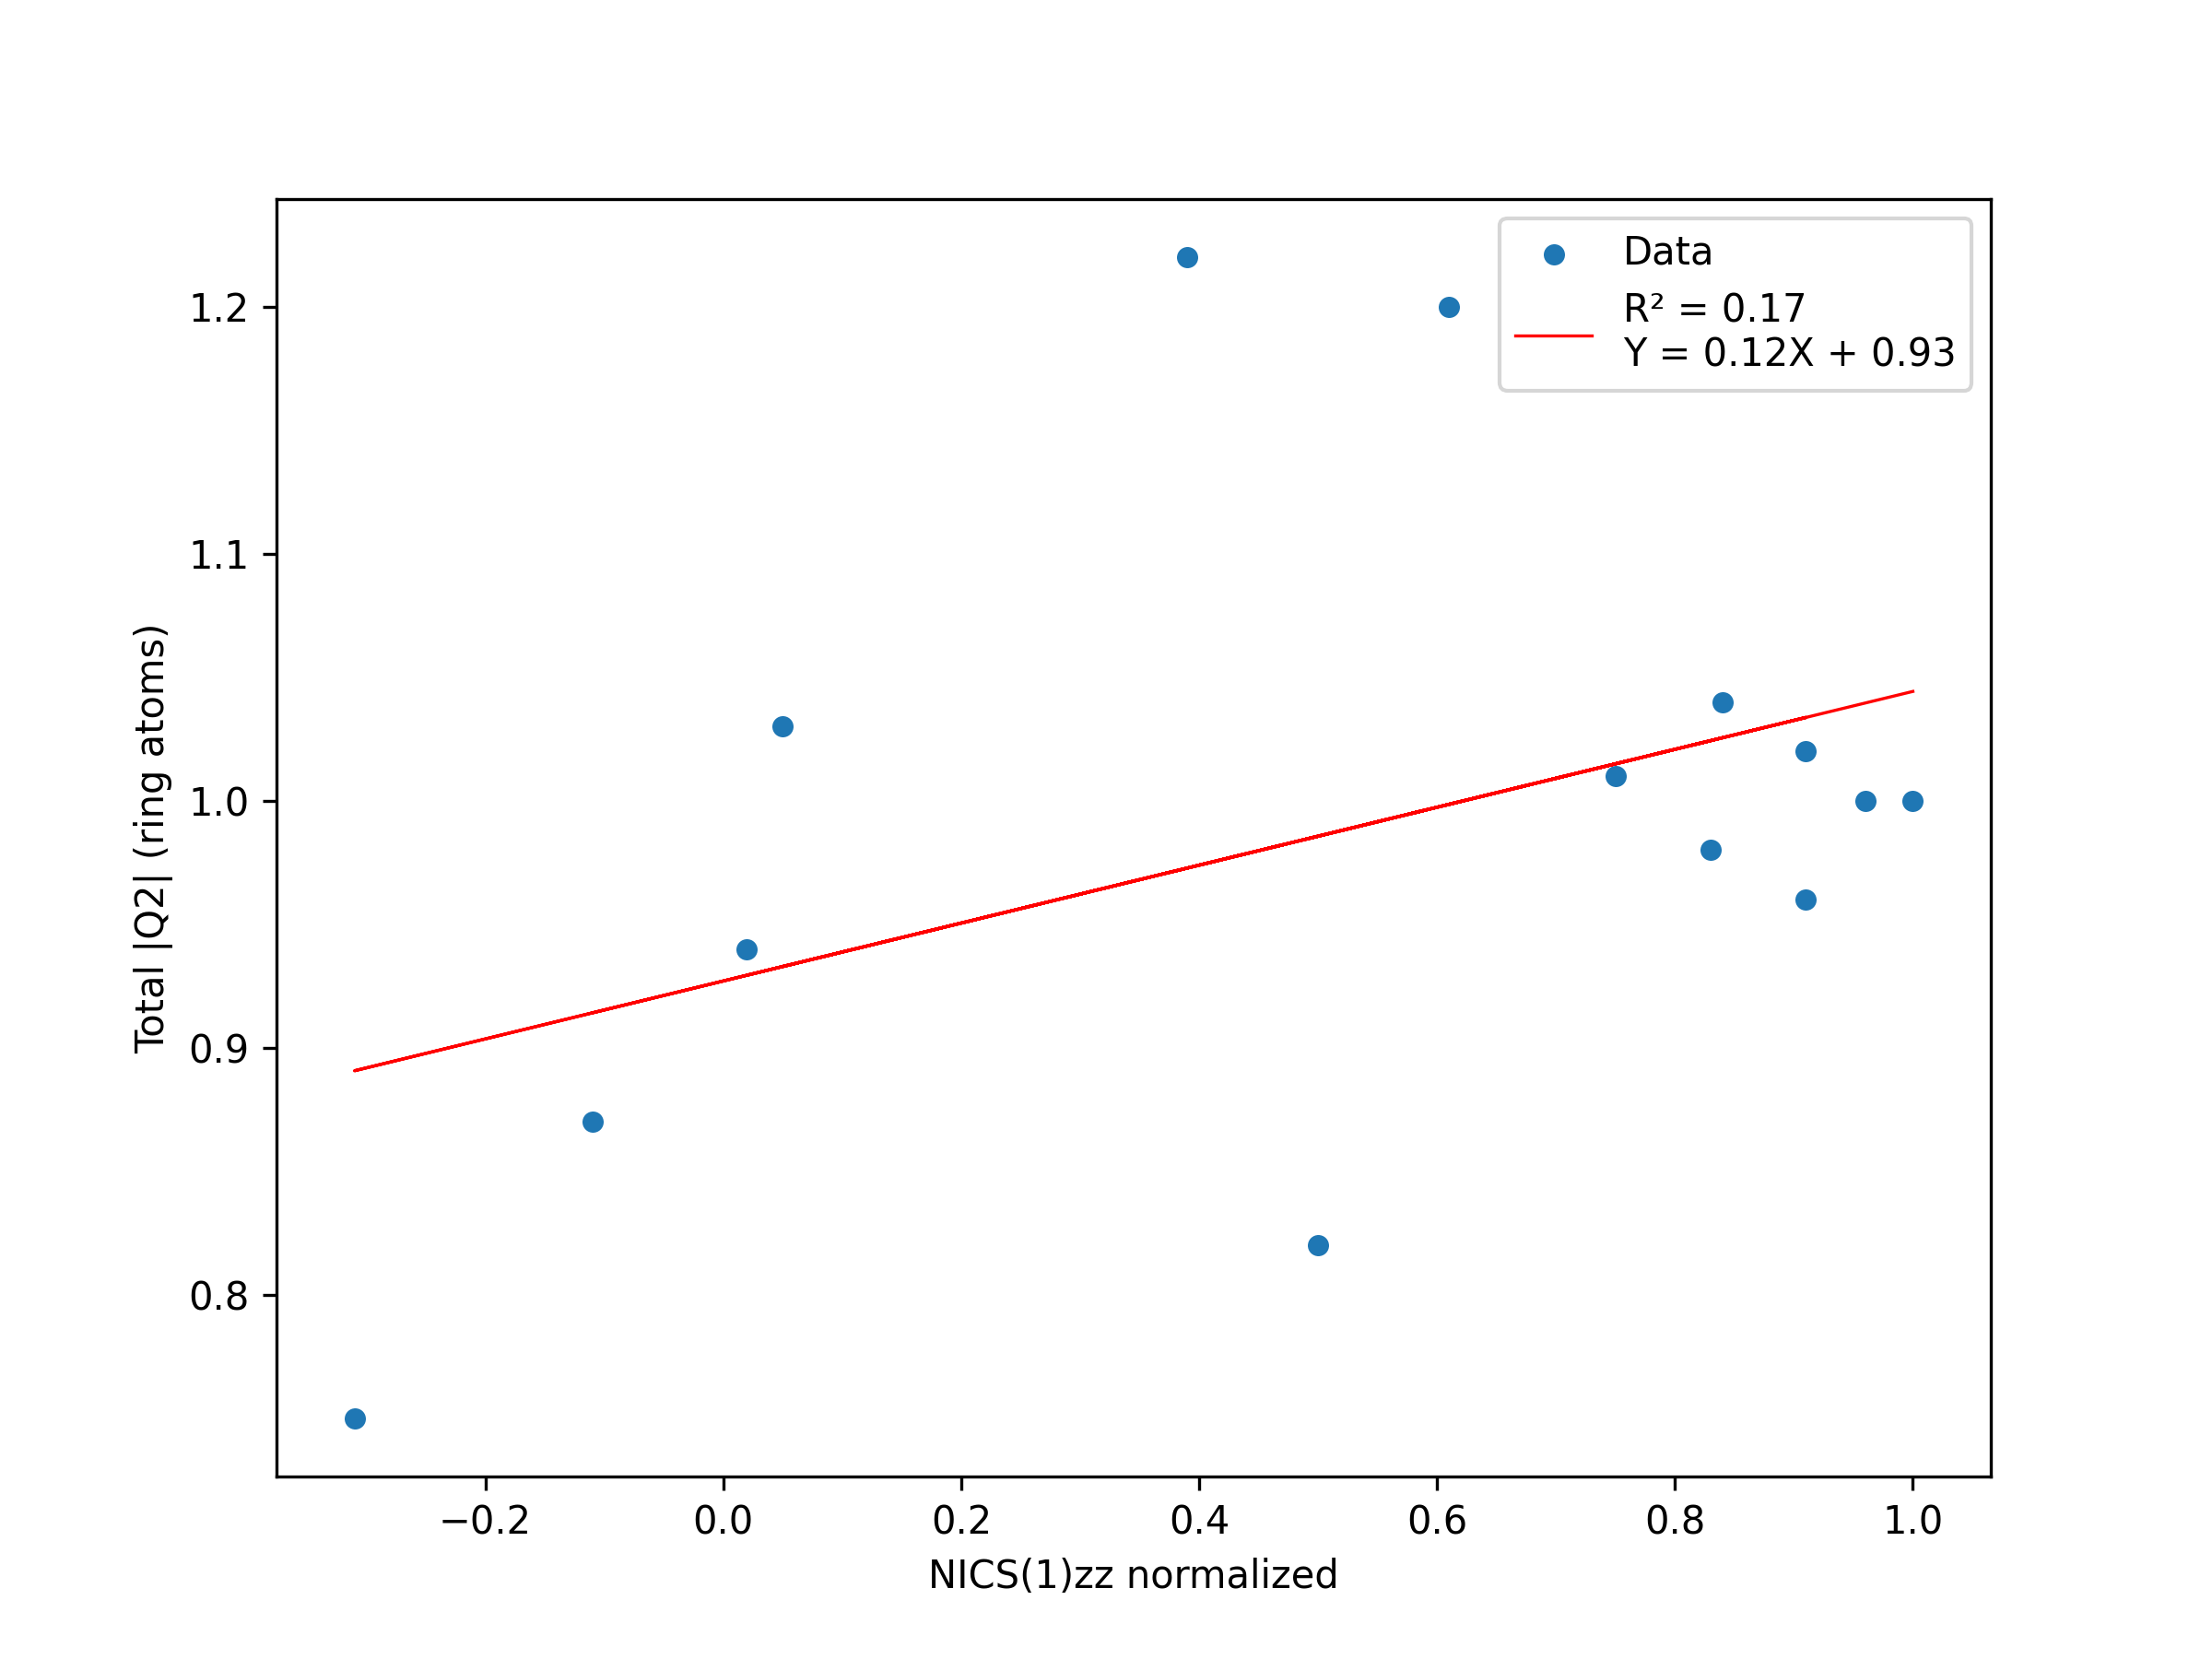 Data
R² = 0.17
Y = 0.12X + 0.93
1.2
1.1
1.0
0.9
0.8
Total |Q2| (ring atoms)
−0.2 0.0 0.2 0.4 0.6 0.8 1.0
NICS(1)zz normalized